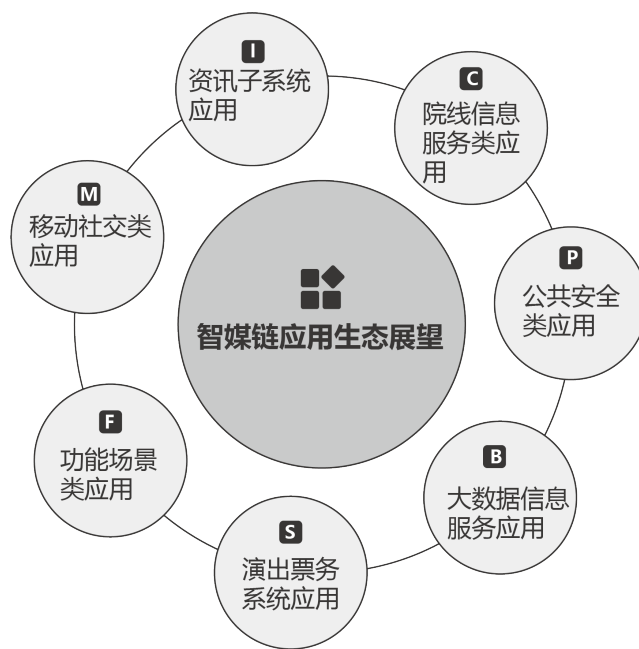 I
资讯子系统
应用
C
院线信息
服务类应
用
P
公共安全
类应用
B
大数据信息
服务应用
S
演出票务
系统应用
F
功能场景
类应用
M
移动社交类
应用
智媒链应用生态展望